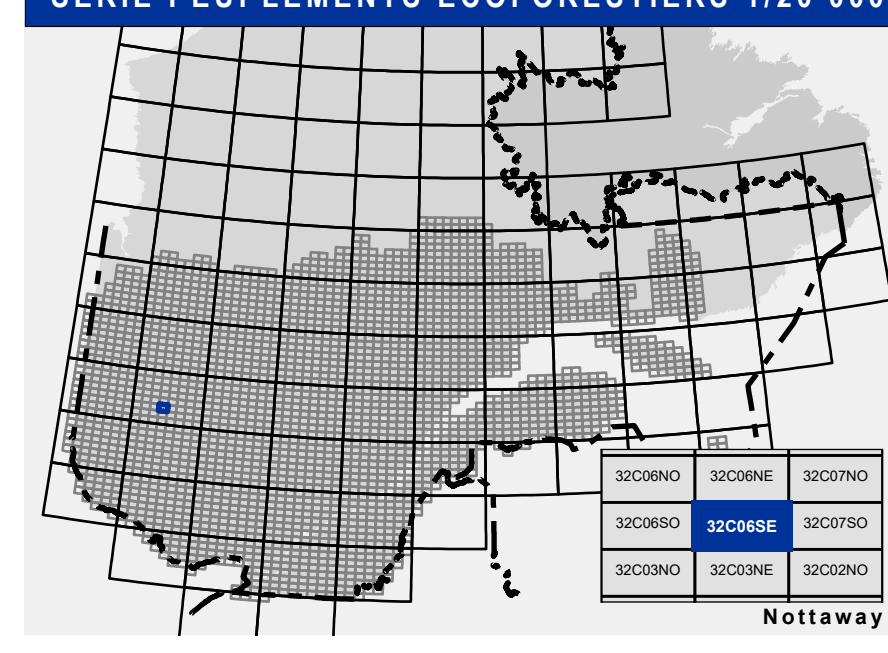 SÉRIE PEUPLEMENTS ÉCOFORESTIERS 1/20 000
32C06NO 32C06NE 32C07NO
32C06SO 32C06SE 32C07SO
32C03NO 32C03NE 32C02NO
Nottaway